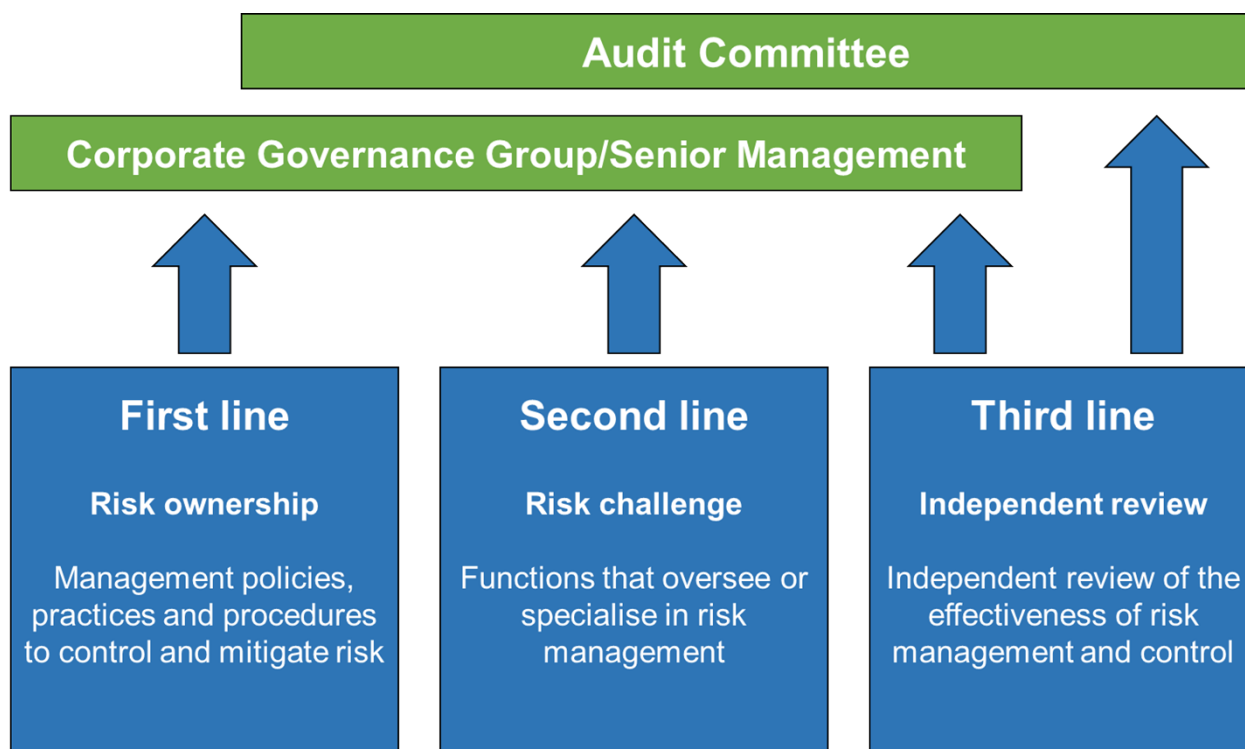 Audit Committee
Corporate Governance Group/Senior Management
First line
Risk ownership
Management policies,
practices and procedures
to control and mitigate risk
Second line
Risk challenge
Functions that oversee or
specialise in risk
management
Third line
Independent review
Independent review of the
effectiveness of risk
management and control